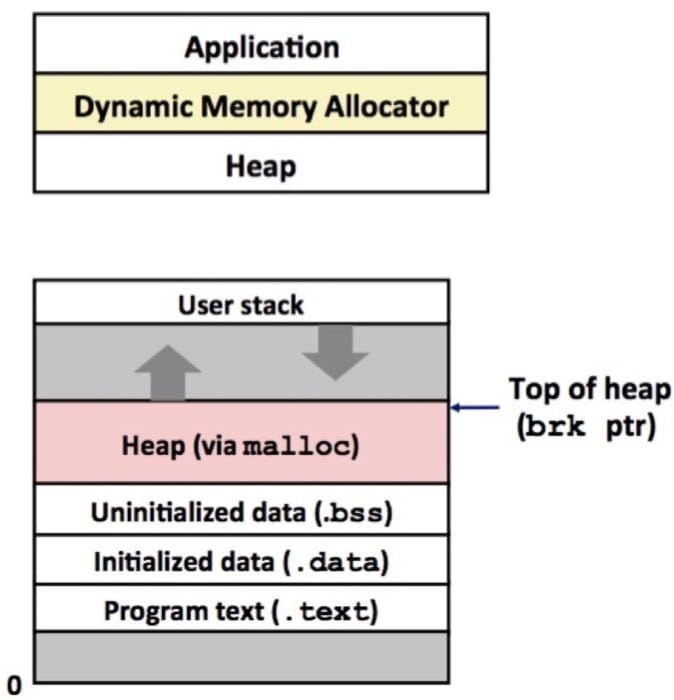 Application
Dynamic Memory Allocator
Heap
User stack
Top of heap
(brk ptr)
Heap (via malloc)
Uninitialized data (.bss)
Initialized data (.data)
Program text (.text)
0